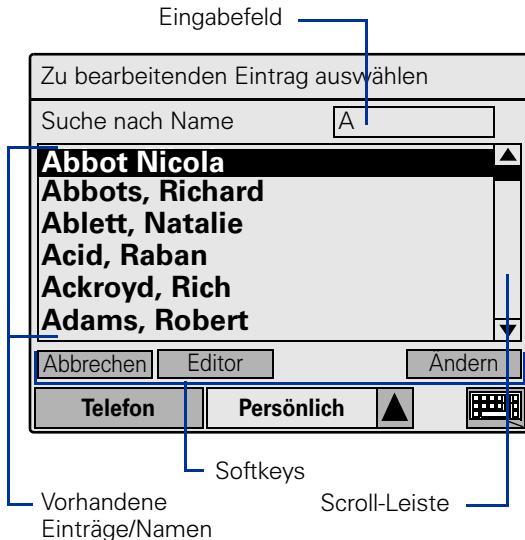 Eingabefeld
Zu bearbeitenden Eintrag auswählen
Suche nach Name A
Abbot Nicola
Abbots, Richard
Ablett, Natalie
Acid, Raban
Ackroyd, Rich
Adams, Robert
Abbrechen Editor Ändern
Telefon Persönlich
Softkeys
Vorhandene
Einträge/Namen
Scroll-Leiste